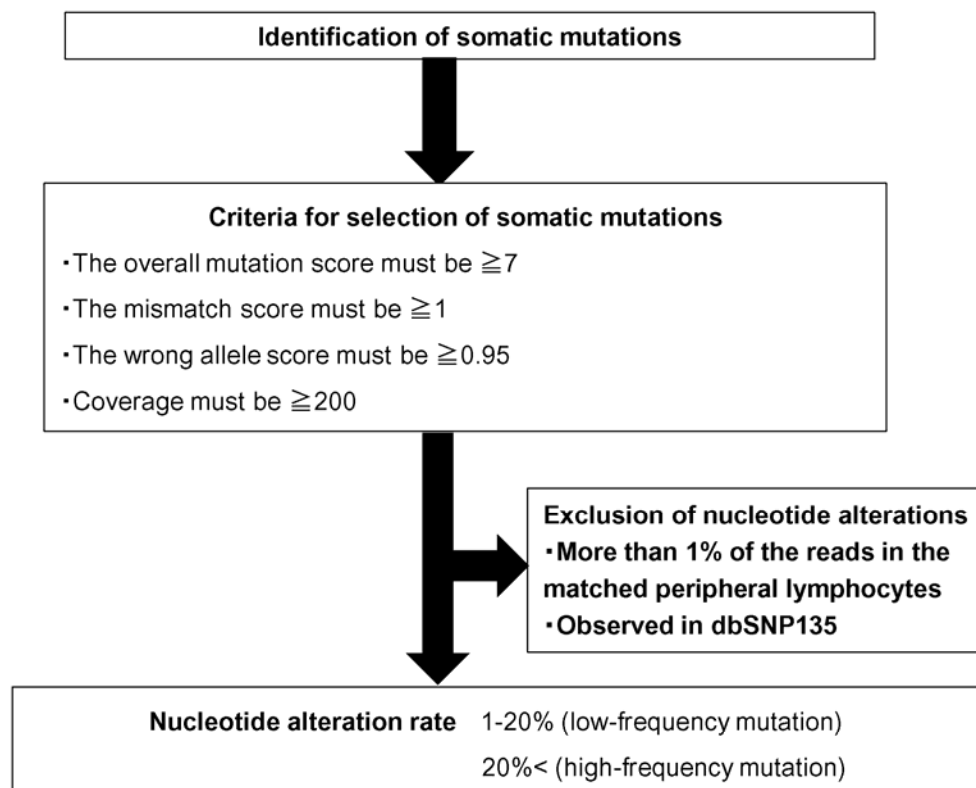 Identification of somatic mutations
Criteria for selection of somatic mutations
・The overall mutation score must be ≧7
・The mismatch score must be ≧1
・The wrong allele score must be ≧0.95
・Coverage must be ≧200
Exclusion of nucleotide alterations
・More than 1% of the reads in the
matched peripheral lymphocytes
・Observed in dbSNP135
Nucleotide alteration rate 1-20% (low-frequency mutation)
20%< (high-frequency mutation)